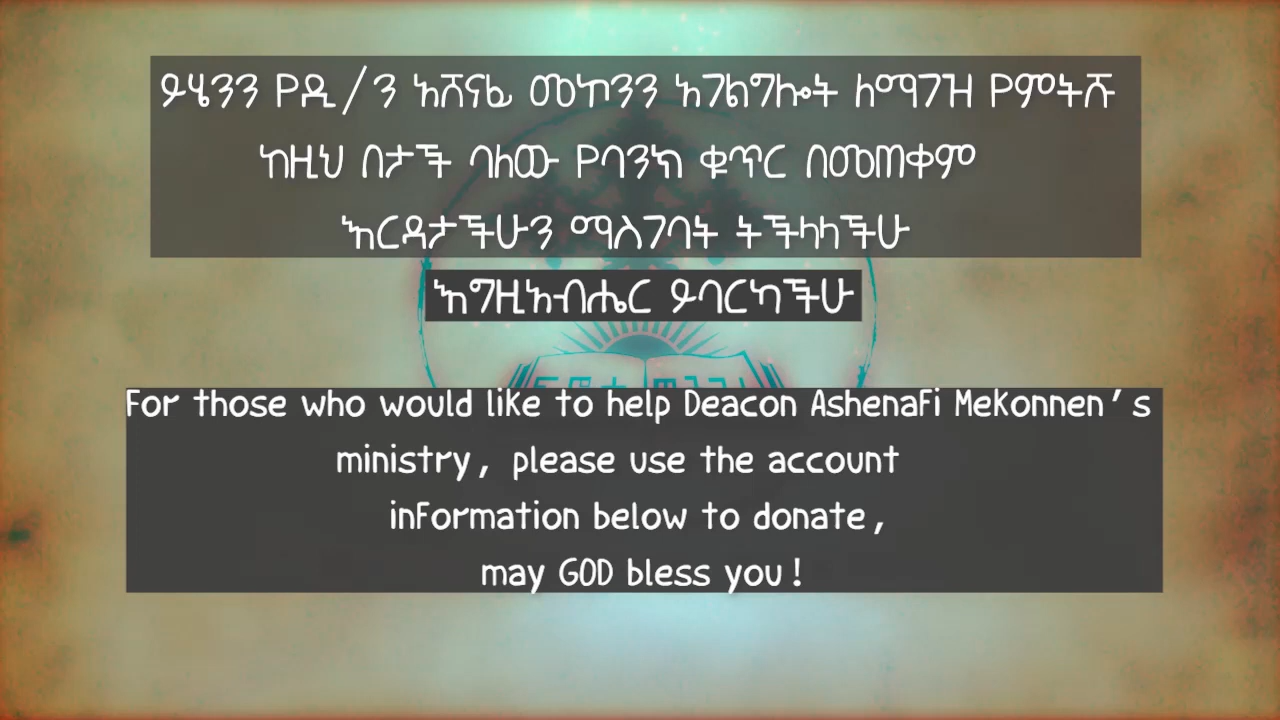 ይሄንን የዲ/ን አሸናፊ መኮንን አገልግሎት ለማገዝ የምትሹ
ከዚህ በታች ባለው የባንክ ቁጥር በመጠቀም
እርዳታችሁን ማስገባት ትችላላችሁ
እግዚአብሔር ይባርካችሁ
For those who would like to help Deacon Ashenafi Mekonnen's
ministry, please use the account
information below to donate,
may GOD bless you!